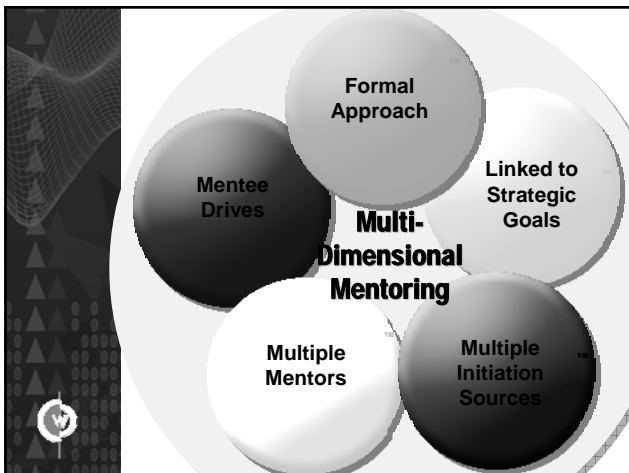 Formal
Approach
Linked to
Strategic
Goals
Mentee
Drives
Multi-
Dimensional
Mentoring
Multiple
Mentors
Multiple
Initiation
Sources